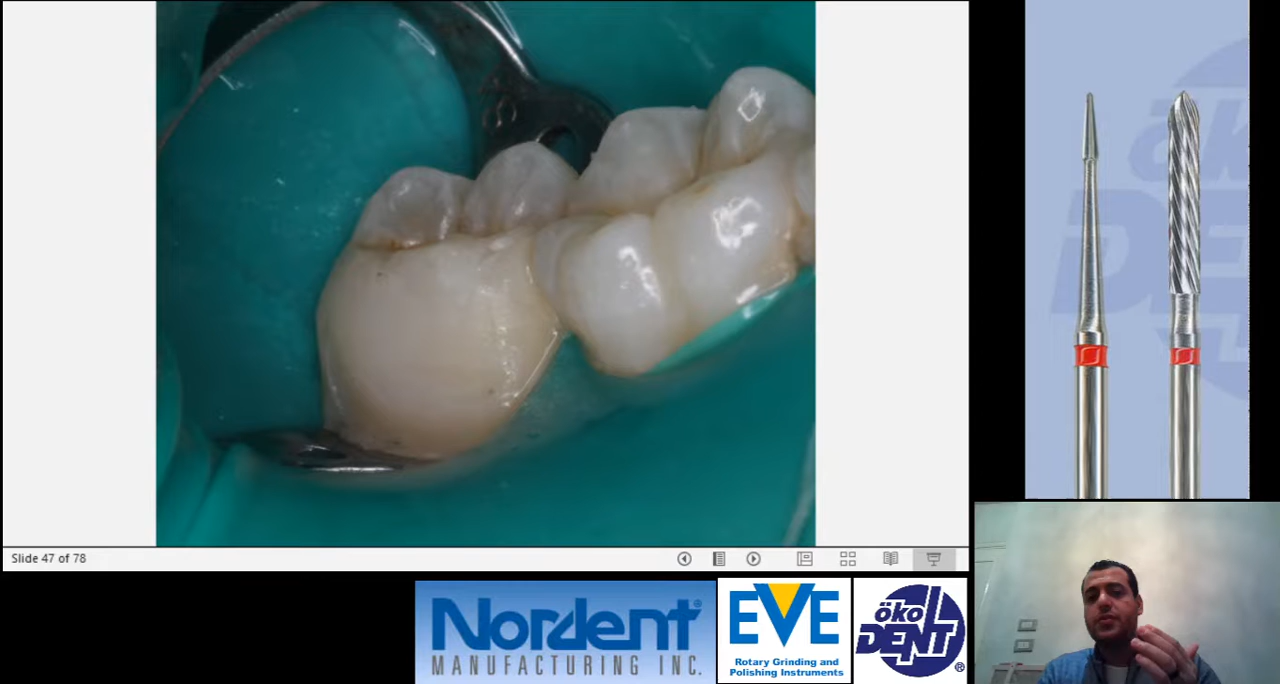 Slide 47 of 78
Nordent®
MANUFACTURING INC.
EVE
Rotary Grinding and
Polishing Instruments
öko
DENT®